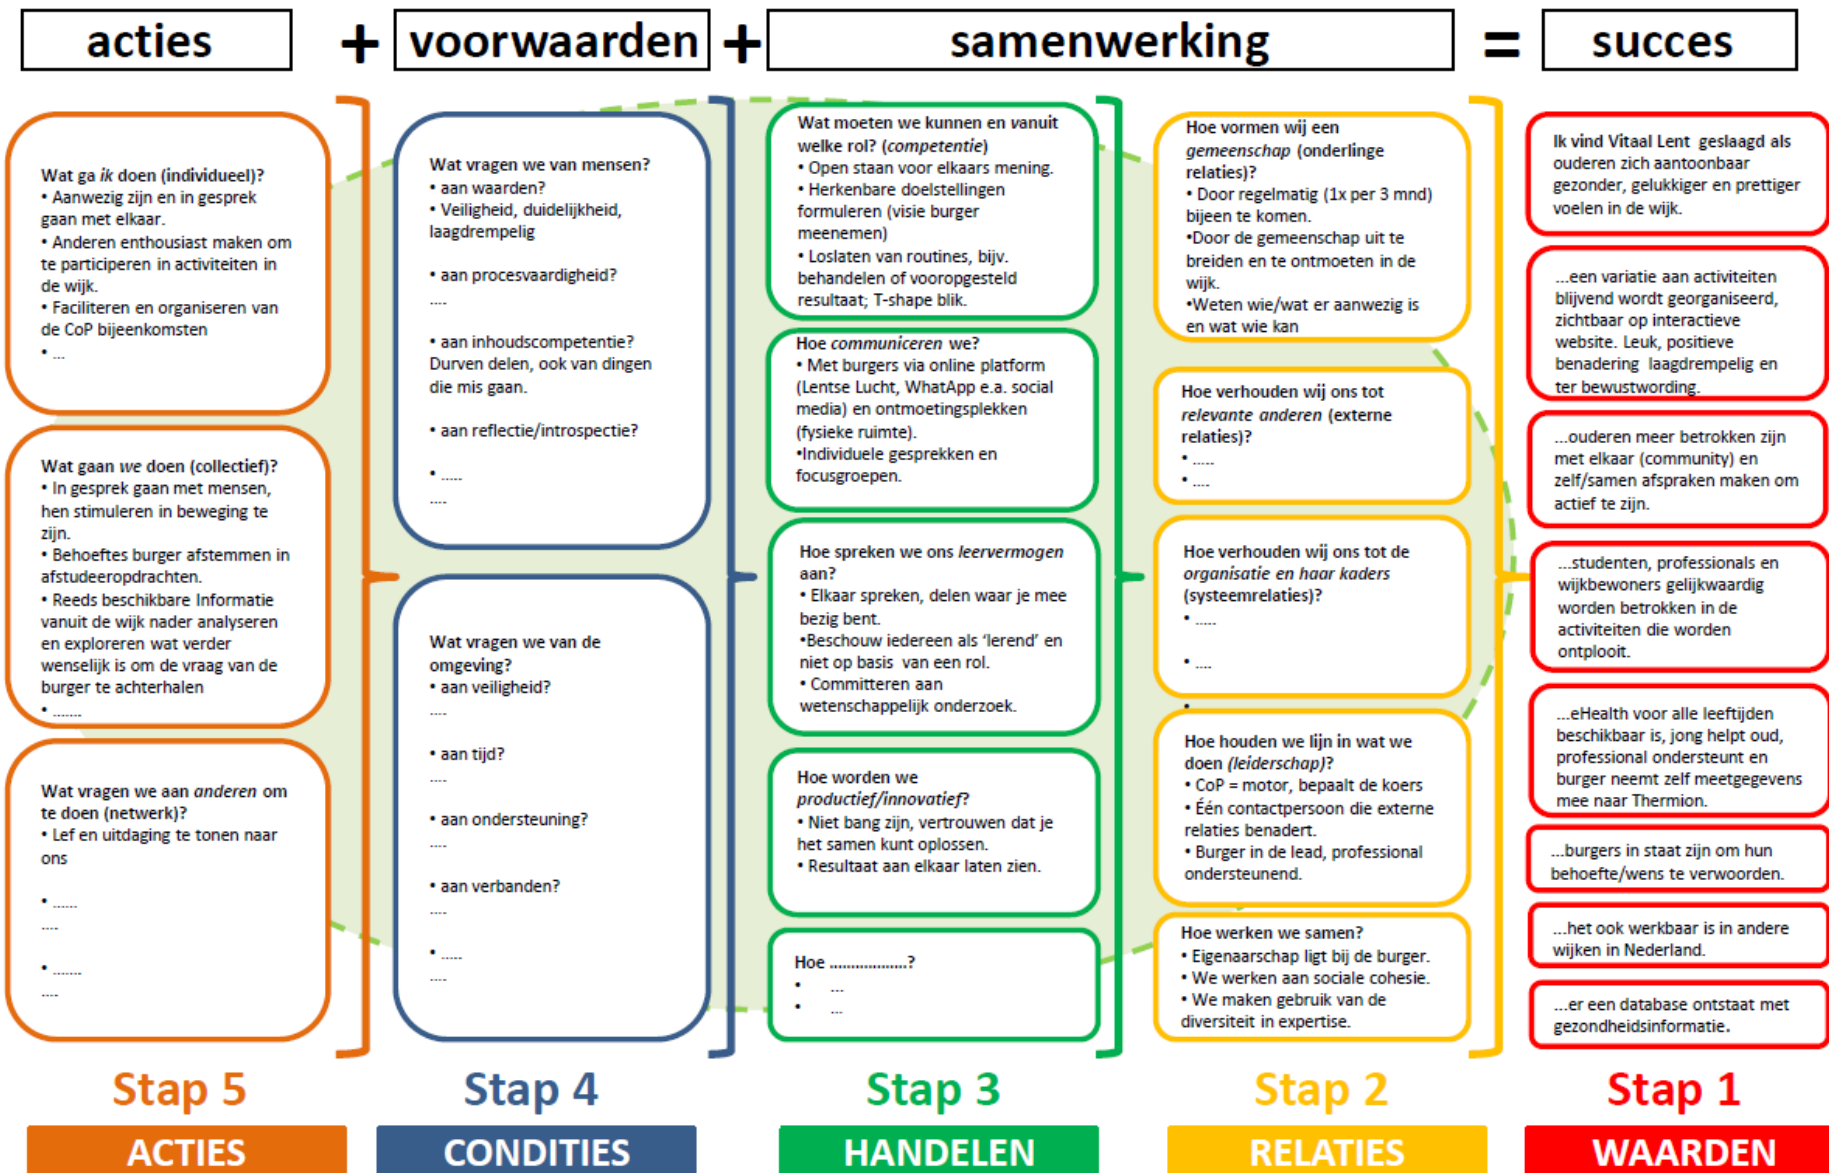 acties + voorwaarden + samenwerking = succes
Wat ga ik doen (individueel)?
• Aanwezig zijn en in gesprek
gaan met elkaar.
• Anderen enthousiast maken om
te participeren in activiteiten in
de wijk.
• Faciliteren en organiseren van
de CoP bijeenkomsten
• ...
Wat gaan we doen (collectief)?
• In gesprek gaan met mensen,
hen stimuleren in beweging te
zijn.
• Behoeftes burger afstemmen in
afstudeeropdrachten.
• Reeds beschikbare Informatie
vanuit de wijk nader analyseren
en exploreren wat verder
wenselijk is om de vraag van de
burger te achterhalen
• .......
Wat vragen we aan anderen om
te doen (netwerk)?
• Lef en uitdaging te tonen naar
ons
• ......
....
• .......
....
Wat vragen we van mensen?
• aan waarden?
• Veiligheid, duidelijkheid,
laagdrempelig
• aan procesvaardigheid?
....
• aan inhoudscompetentie?
Durven delen, ook van dingen
die mis gaan.
• aan reflectie/introspectie?
• .....
....
Wat vragen we van de
omgeving?
• aan veiligheid?
....
• aan tijd?
....
• aan ondersteuning?
....
• aan verbanden?
....
• .....
....
Wat moeten we kunnen en vanuit
welke rol? (competentie)
• Open staan voor elkaars mening.
• Herkenbare doelstellingen
formuleren (visie burger
meenemen)
• Loslaten van routines, bijv.
behandelen of vooropgesteld
resultaat; T-shape blik.
Hoe communiceren we?
• Met burgers via online platform
(Lentse Lucht, WhatApp e.a. social
media) en ontmoetingsplekken
(fysieke ruimte).
•Individuele gesprekken en
focusgroepen.
Hoe spreken we ons leervermogen
aan?
• Elkaar spreken, delen waar je mee
bezig bent.
•Beschouw iedereen als ‘lerend’ en
niet op basis van een rol.
• Committeren aan
wetenschappelijk onderzoek.
Hoe worden we
productief/innovatief?
• Niet bang zijn, vertrouwen dat je
het samen kunt oplossen.
• Resultaat aan elkaar laten zien.
Hoe ..................?
• ...
• ...
Hoe vormen wij een
gemeenschap (onderlinge
relaties)?
• Door regelmatig (1x per 3 mnd)
bijeen te komen.
•Door de gemeenschap uit te
breiden en te ontmoeten in de
wijk.
•Weten wie/wat er aanwezig is
en wat wie kan
Hoe verhouden wij ons tot
relevante anderen (externe
relaties)?
• .....
• ....
Hoe verhouden wij ons tot de
organisatie en haar kaders
(systeemrelaties)?
• .....
• ....
•
Hoe houden we lijn in wat we
doen (leiderschap)?
• CoP = motor, bepaalt de koers
• Één contactpersoon die externe
relaties benadert.
• Burger in de lead, professional
ondersteunend.
Hoe werken we samen?
• Eigenaarschap ligt bij de burger.
• We werken aan sociale cohesie.
• We maken gebruik van de
diversiteit in expertise.
Ik vind Vitaal Lent geslaagd als
ouderen zich aantoonbaar
gezonder, gelukkiger en prettiger
voelen in de wijk.
...een variatie aan activiteiten
blijvend wordt georganiseerd,
zichtbaar op interactieve
website. Leuk, positieve
benadering laagdrempelig en
ter bewustwording.
...ouderen meer betrokken zijn
met elkaar (community) en
zelf/samen afspraken maken om
actief te zijn.
...studenten, professionals en
wijkbewoners gelijkwaardig
worden betrokken in de
activiteiten die worden
ontplooit.
...eHealth voor alle leeftijden
beschikbaar is, jong helpt oud,
professional ondersteunt en
burger neemt zelf meetgegevens
mee naar Thermion.
...burgers in staat zijn om hun
behoefte/wens te verwoorden.
...het ook werkbaar is in andere
wijken in Nederland.
...er een database ontstaat met
gezondheidsinformatie.
Stap 5
Stap 4
Stap 3
Stap 2
Stap 1
ACTIES
CONDITIES
HANDELEN
RELATIES
WAARDEN